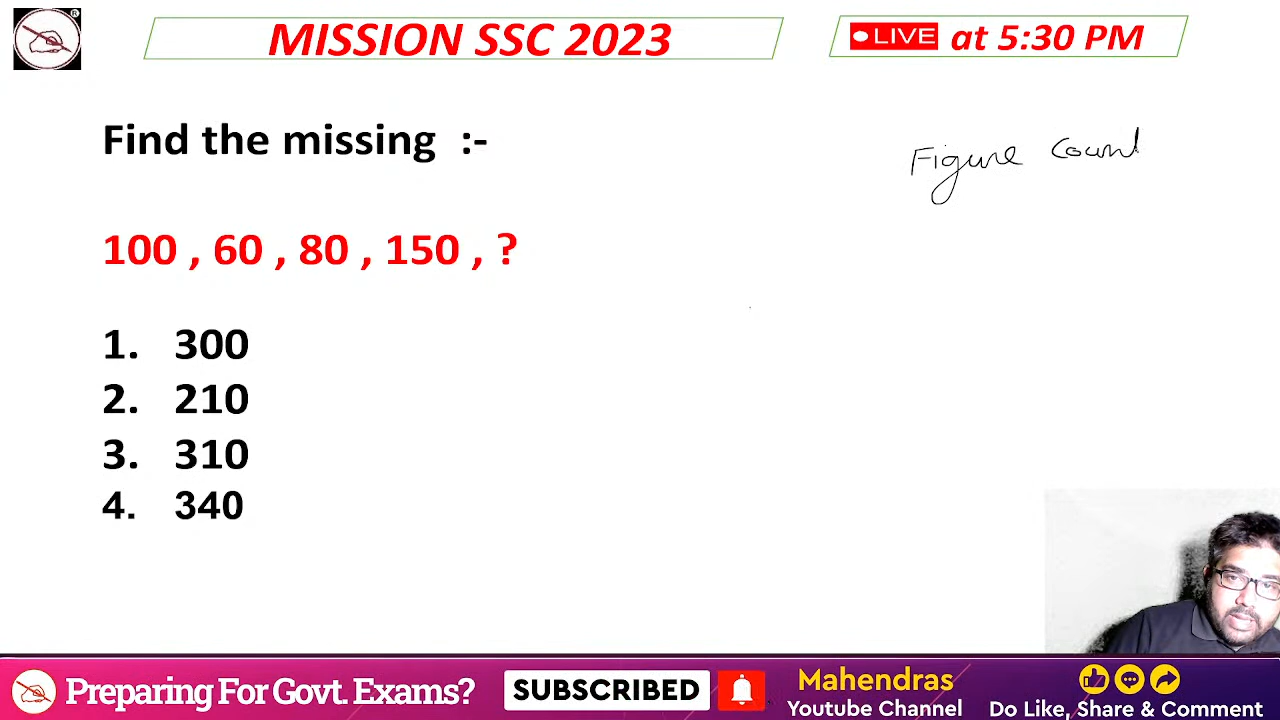 MISSION SSC 2023
LIVE at 5:30 PM
Find the missing :-
Figure Count
100 , 60 , 80 , 150 , ?
1. 300
2. 210
3. 310
4. 340
Preparing For Govt. Exams?
SUBSCRIBED
Mahendras
Youtube Channel
Do Like, Share & Comment